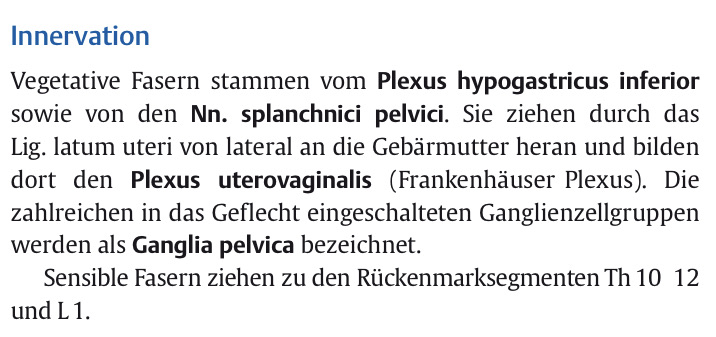 Innervation
Vegetative Fasern stammen vom Plexus hypogastricus inferior
sowie von den Nn. splanchnici pelvici. Sie ziehen durch das
Lig. latum uteri von lateral an die Gebärmutter heran und bilden
dort den Plexus uterovaginalis (Frankenhäuser Plexus). Die
zahlreichen in das Geflecht eingeschalteten Ganglienzellgruppen
werden als Ganglia pelvica bezeichnet.
Sensible Fasern ziehen zu den Rückenmarksegmenten Th 10 12
und L 1.